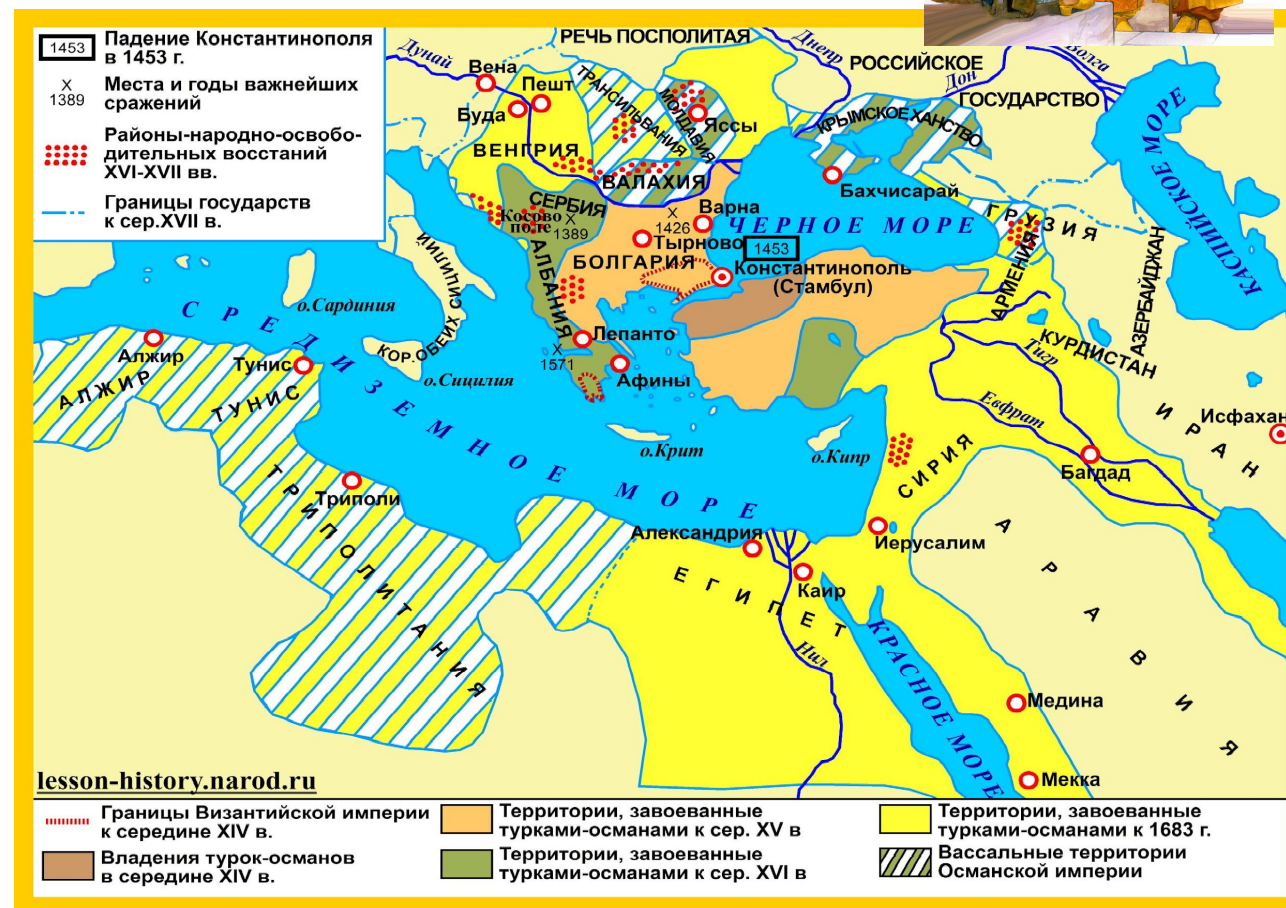 1453
Падение Константинополя
в 1453 г.
X
1389
Места и годы важнейших
сражений
Районы-народно-освобо-
дительных восстаний
XVI-XVII вв.
Границы государств
к сер.XVII в.
РЕЧЬ ПОСПОЛИТАЯ
РОССИЙСКОЕ
ГОСУДАРСТВО
Дунай
Днепр
Дон
Волга
Вена
Пешт
Буда
ВЕНГРИЯ
ТРАНСИЛЬВАНИЯ
МОЛДАВИЯ
Яссы
КРЫМСКОЕ ХАНСТВО
Бахчисарай
ВАЛАХИЯ
СЕРБИЯ
Косово
поле
X
1389
X
1426
Варна
Тырново
БОЛГАРИЯ
АЛБАНИЯ
ЧЕРНОЕ МОРЕ
1453
Константинополь
(Стамбул)
КАСПИЙСКОЕ МОРЕ
ГРУЗИЯ
АРМЕНИЯ
АЗЕРБАЙДЖАН
КУРДИСТАН
Тигр
Евфрат
ИРАН
Исфахан
Багдад
о.Сардиния
КОР.ОБЕИХ СИЦИЛИЙ
о.Сицилия
Лепанто
X
1571
Афины
о.Крит
о.Кипр
СРЕДИЗЕМНОЕ МОРЕ
Алжир
АЛЖИР
Тунис
ТУНИС
Триполи
ТРИПОЛИТАНИЯ
СИРИЯ
Иерусалим
Александрия
Каир
ЕГИПЕТ
Нил
КРАСНОЕ МОРЕ
АРАВИЯ
Медина
Мекка
lesson-history.narod.ru
Границы Византийской империи
к середине XIV в.
Владения турок-османов
в середине XIV в.
Территории, завоеванные
турками-османами к сер. XV в
Территории, завоеванные
турками-османами к сер. XVI в
Территории, завоеванные
турками-османами к 1683 г.
Вассальные территории
Османской империи